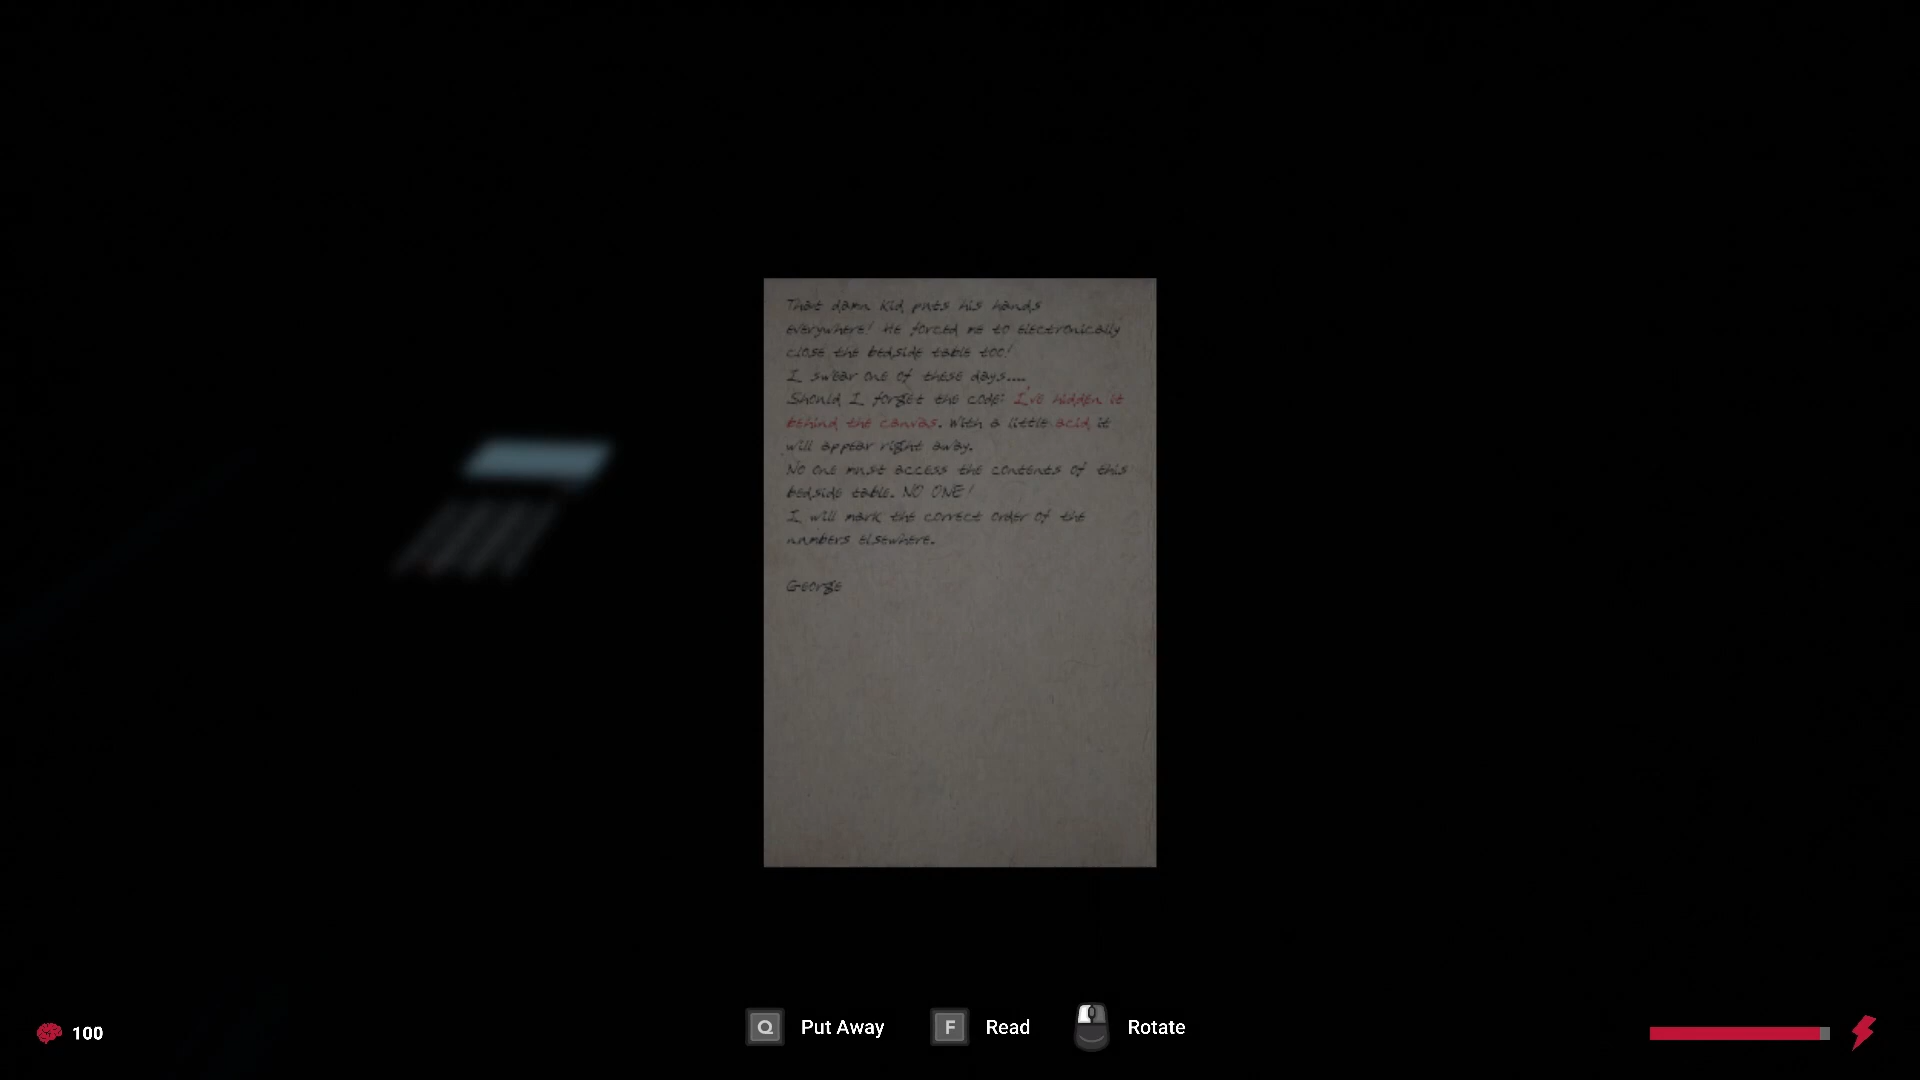 That damn kid puts his hands
everywhere! He forced me to electronically
close the bedside table too!
I swear one of these days....
Should I forget the code: I've hidden it
behind the canvas. With a little acid it
will appear right away.
No one must access the contents of this
bedside table. NO ONE!
I will mark the correct order of the
numbers elsewhere.
George
100
Q Put Away F Read Rotate